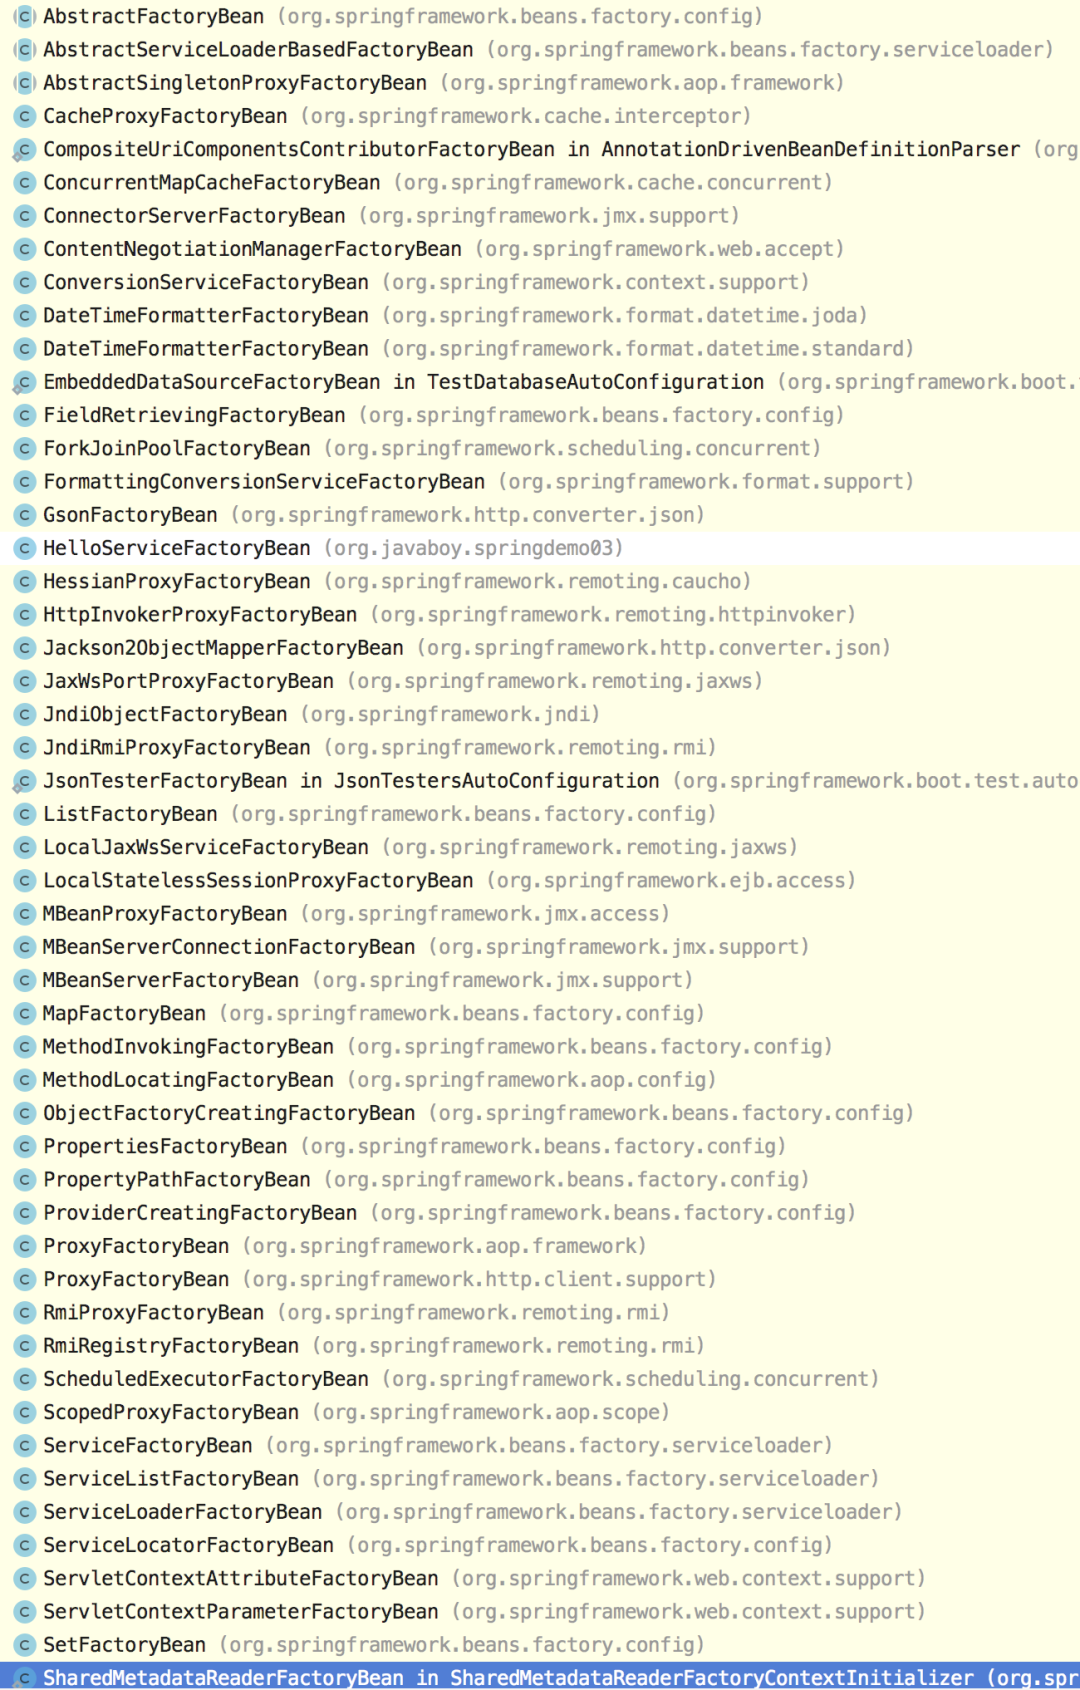 AbstractFactoryBean (org.springframework.beans.factory.config)
AbstractServiceLoaderBasedFactoryBean (org.springframework.beans.factory.serviceloader)
AbstractSingletonProxyFactoryBean (org.springframework.aop.framework)
CacheProxyFactoryBean (org.springframework.cache.interceptor)
CompositeUriComponentsContributorFactoryBean in AnnotationDrivenBeanDefinitionParser (org
ConcurrentMapCacheFactoryBean (org.springframework.cache.concurrent)
ConnectorServerFactoryBean (org.springframework.jmx.support)
ContentNegotiationManagerFactoryBean (org.springframework.web.accept)
ConversionServiceFactoryBean (org.springframework.context.support)
DateTimeFormatterFactoryBean (org.springframework.format.datetime.joda)
DateTimeFormatterFactoryBean (org.springframework.format.datetime.standard)
EmbeddedDataSourceFactoryBean in TestDatabaseAutoConfiguration (org.springframework.boot.
FieldRetrievingFactoryBean (org.springframework.beans.factory.config)
ForkJoinPoolFactoryBean (org.springframework.scheduling.concurrent)
FormattingConversionServiceFactoryBean (org.springframework.format.support)
GsonFactoryBean (org.springframework.http.converter.json)
HelloServiceFactoryBean (org.javaboy.springdemo03)
HessianProxyFactoryBean (org.springframework.remoting.caucho)
HttpInvokerProxyFactoryBean (org.springframework.remoting.httpinvoker)
Jackson2ObjectMapperFactoryBean (org.springframework.http.converter.json)
JaxWsPortProxyFactoryBean (org.springframework.remoting.jaxws)
JndiObjectFactoryBean (org.springframework.jndi)
JndiRmiProxyFactoryBean (org.springframework.remoting.rmi)
JsonTesterFactoryBean in JsonTestersAutoConfiguration (org.springframework.boot.test.auto
ListFactoryBean (org.springframework.beans.factory.config)
LocalJaxWsServiceFactoryBean (org.springframework.remoting.jaxws)
LocalStatelessSessionProxyFactoryBean (org.springframework.ejb.access)
MBeanProxyFactoryBean (org.springframework.jmx.access)
MBeanServerConnectionFactoryBean (org.springframework.jmx.support)
MBeanServerFactoryBean (org.springframework.jmx.support)
MapFactoryBean (org.springframework.beans.factory.config)
MethodInvokingFactoryBean (org.springframework.beans.factory.config)
MethodLocatingFactoryBean (org.springframework.aop.config)
ObjectFactoryCreatingFactoryBean (org.springframework.beans.factory.config)
PropertiesFactoryBean (org.springframework.beans.factory.config)
PropertyPathFactoryBean (org.springframework.beans.factory.config)
ProviderCreatingFactoryBean (org.springframework.beans.factory.config)
ProxyFactoryBean (org.springframework.aop.framework)
ProxyFactoryBean (org.springframework.http.client.support)
RmiProxyFactoryBean (org.springframework.remoting.rmi)
RmiRegistryFactoryBean (org.springframework.remoting.rmi)
ScheduledExecutorFactoryBean (org.springframework.scheduling.concurrent)
ScopedProxyFactoryBean (org.springframework.aop.scope)
ServiceFactoryBean (org.springframework.beans.factory.serviceloader)
ServiceListFactoryBean (org.springframework.beans.factory.serviceloader)
ServiceLoaderFactoryBean (org.springframework.beans.factory.serviceloader)
ServiceLocatorFactoryBean (org.springframework.beans.factory.config)
ServletContextAttributeFactoryBean (org.springframework.web.context.support)
ServletContextParameterFactoryBean (org.springframework.web.context.support)
SetFactoryBean (org.springframework.beans.factory.config)
SharedMetadataReaderFactoryBean in SharedMetadataReaderFactoryContextInitializer (org.spr